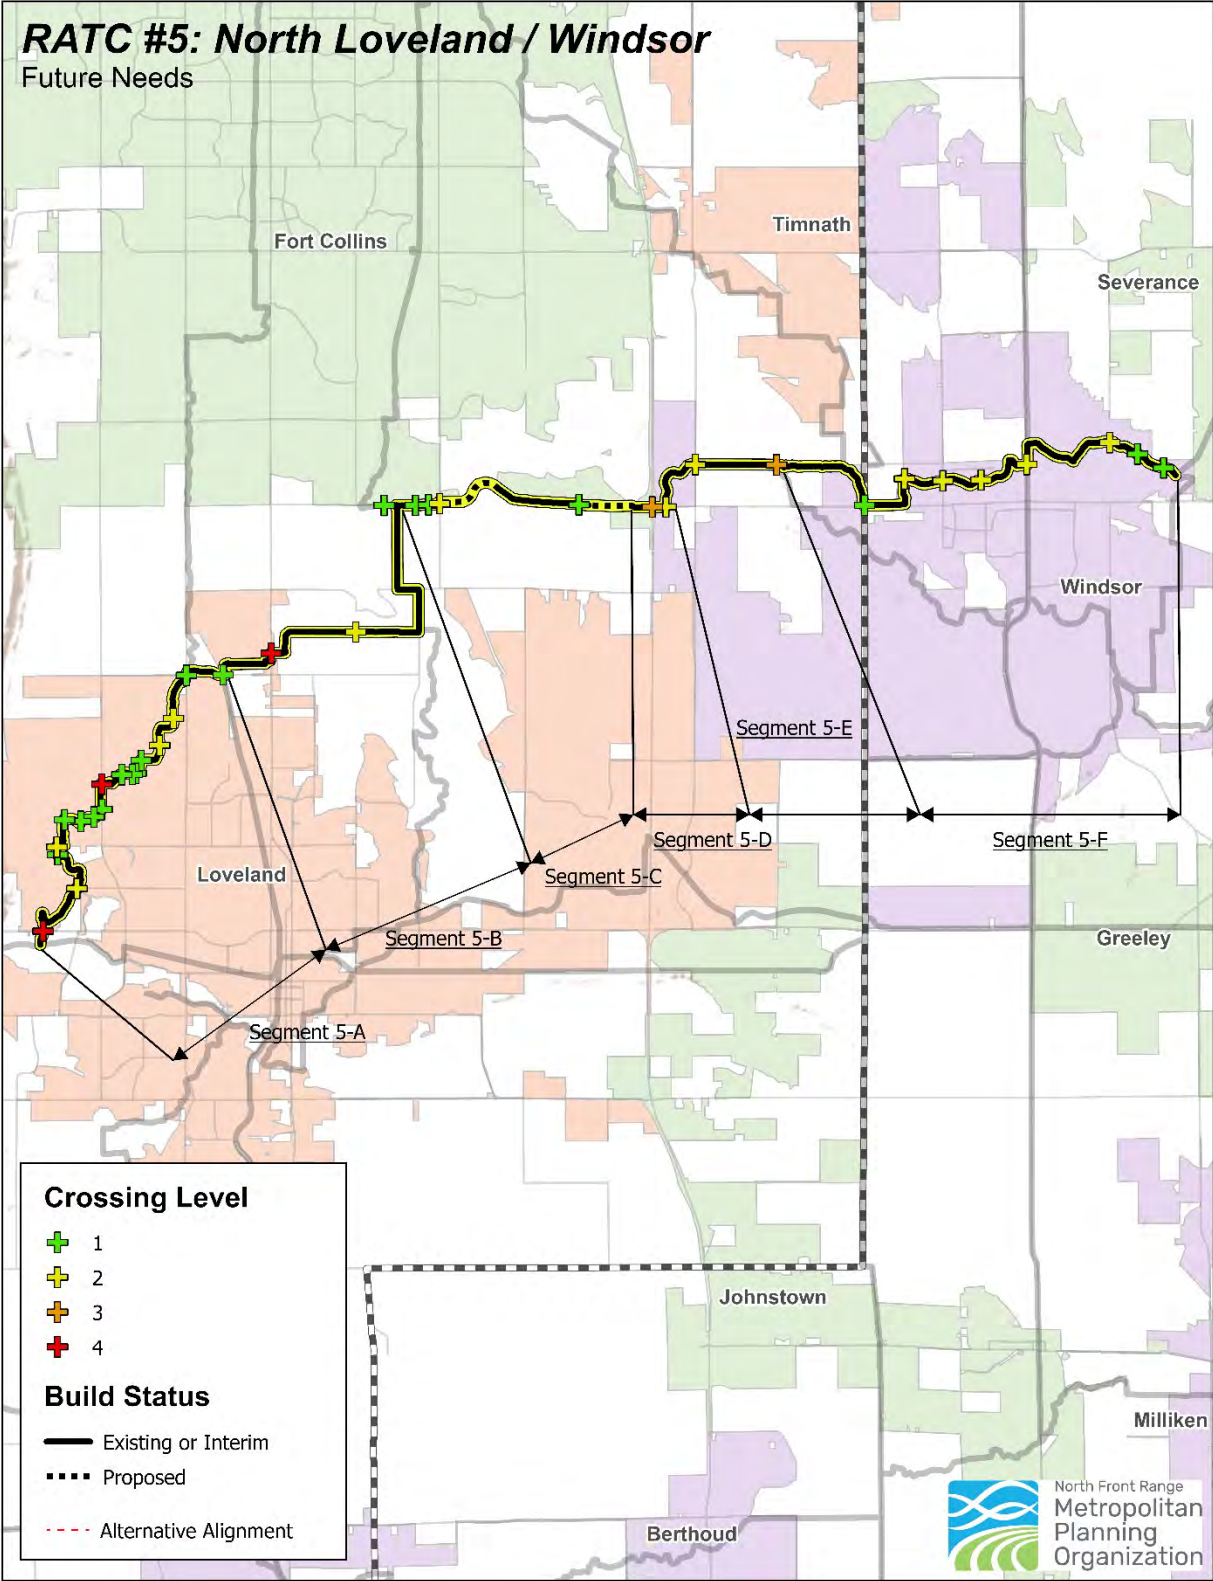 RATC #5: North Loveland / Windsor
Future Needs
Timnath
Fort Collins
Severance
Windsor
Segment 5-E
Segment 5-D
Segment 5-F
Loveland
Segment 5-C
Segment 5-B
Greeley
Segment 5-A
Crossing Level
1
2
3
4
Build Status
Existing or Interim
Proposed
Alternative Alignment
Johnstown
Milliken
Berthoud
North Front Range
Metropolitan
Planning
Organization